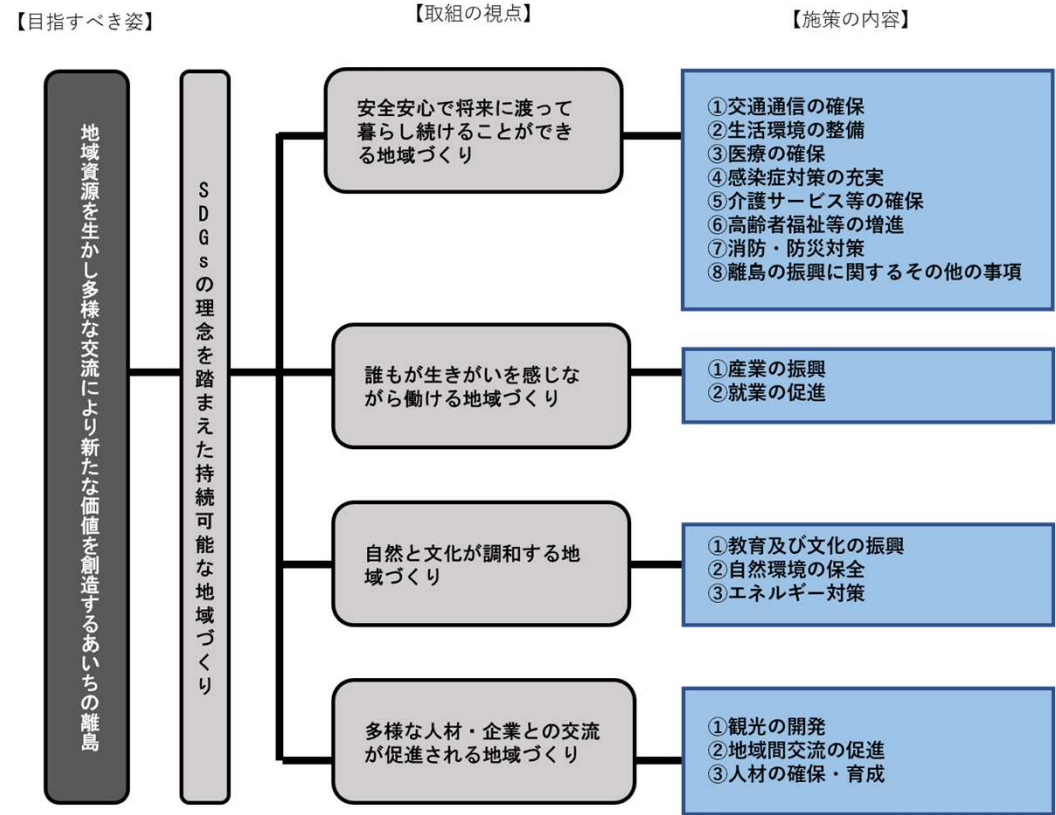 【目指すべき姿】
【取組の視点】
【施策の内容】
地域資源を生かし多様な交流により新たな価値を創造するあいちの離島
SDGsの理念を踏まえた持続可能な地域づくり
安全安心で将来に渡って
暮らし続けることができ
る地域づくり
①交通通信の確保
②生活環境の整備
③医療の確保
④感染症対策の充実
⑤介護サービス等の確保
⑥高齢者福祉等の増進
⑦消防・防災対策
⑧離島の振興に関するその他の事項
誰もが生きがいを感じな
がら働ける地域づくり
①産業の振興
②就業の促進
自然と文化が調和する地
域づくり
①教育及び文化の振興
②自然環境の保全
③エネルギー対策
多様な人材・企業との交流
が促進される地域づくり
①観光の開発
②地域間交流の促進
③人材の確保・育成